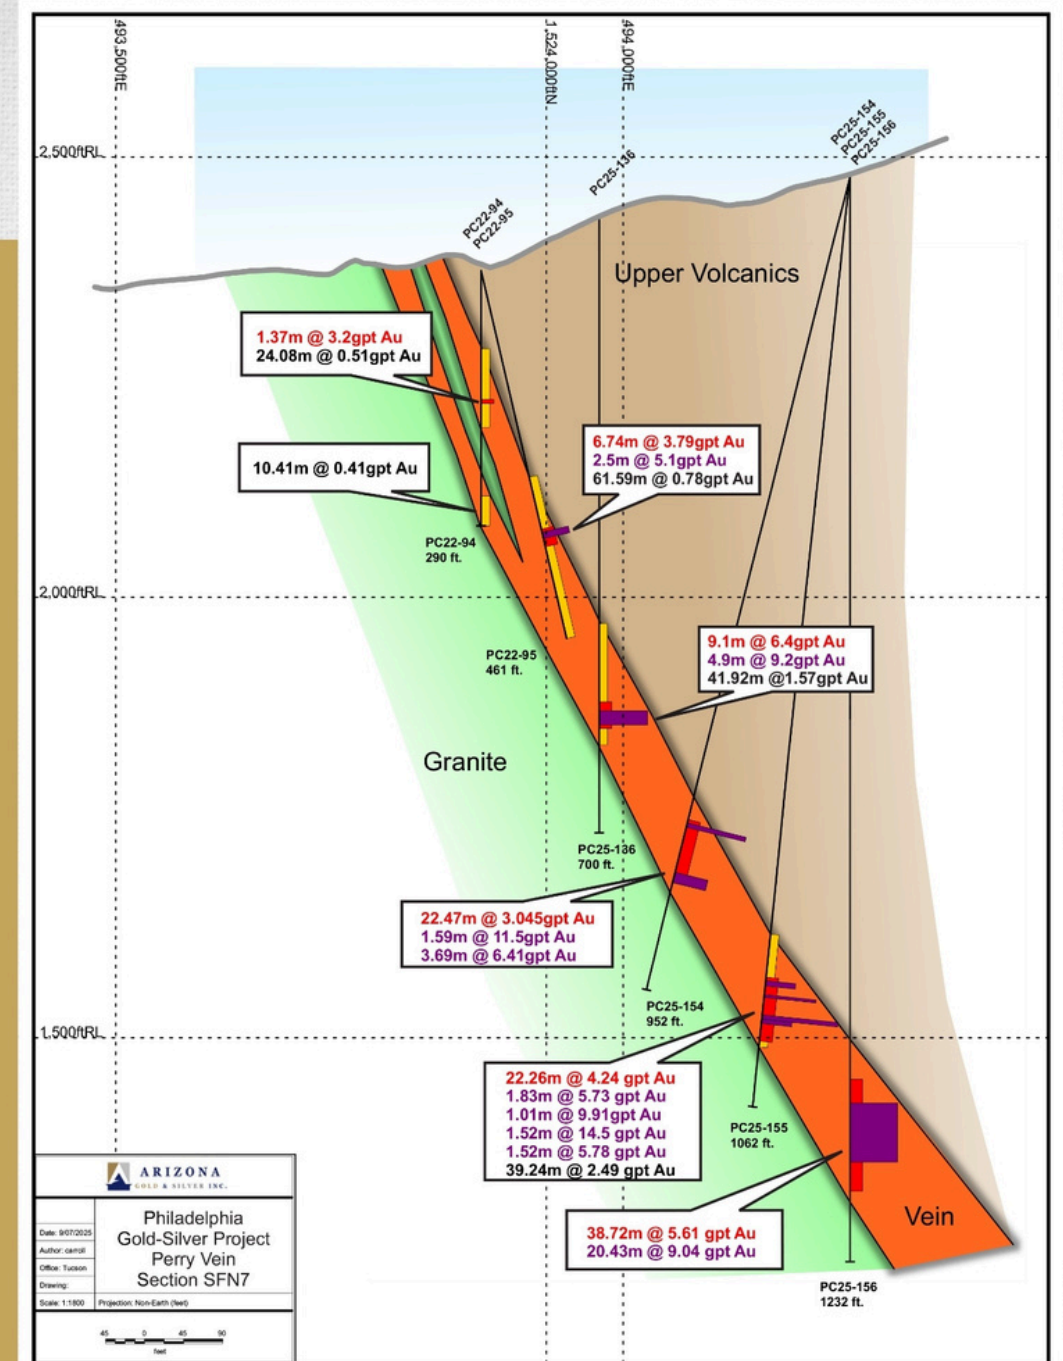 493,500ftE
1,524,000ftN
494,000ftE
2,500ftRL
PC22-94
PC22-95
PC25-136
PC25-154
PC25-155
PC25-156
Upper Volcanics
1.37m @ 3.2gpt Au
24.08m @ 0.51gpt Au
10.41m @ 0.41gpt Au
6.74m @ 3.79gpt Au
2.5m @ 5.1gpt Au
61.59m @ 0.78gpt Au
PC22-94
290 ft.
2,000ftRL
PC22-95
461 ft.
9.1m @ 6.4gpt Au
4.9m @ 9.2gpt Au
41.92m @1.57gpt Au
Granite
PC25-136
700 ft.
22.47m @ 3.045gpt Au
1.59m @ 11.5gpt Au
3.69m @ 6.41gpt Au
PC25-154
952 ft.
1,500ftRL
22.26m @ 4.24 gpt Au
1.83m @ 5.73 gpt Au
1.01m @ 9.91gpt Au
1.52m @ 14.5 gpt Au
1.52m @ 5.78 gpt Au
39.24m @ 2.49 gpt Au
PC25-155
1062 ft.
38.72m @ 5.61 gpt Au
20.43m @ 9.04 gpt Au
Vein
PC25-156
1232 ft.
ARIZONA
GOLD & SILVER INC.
Philadelphia
Gold-Silver Project
Perry Vein
Section SFN7
Date: 9/07/2025
Author: carroll
Office: Tucson
Drawing:
Scale: 1:1800
Projection: Non-Earth (feet)
45 0 45 90
feet